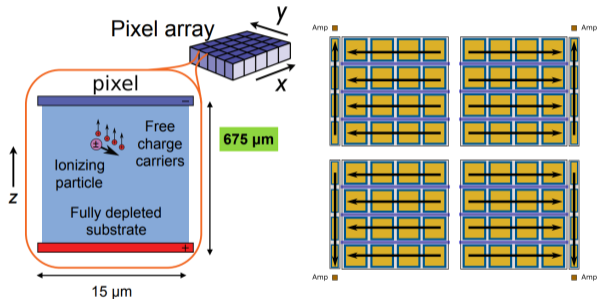 Pixel array
y
x
pixel
−
Free
charge
carriers
±
Ionizing
particle
675 μm
z
Fully depleted
substrate
+
15 μm
Amp
Amp
Amp
Amp